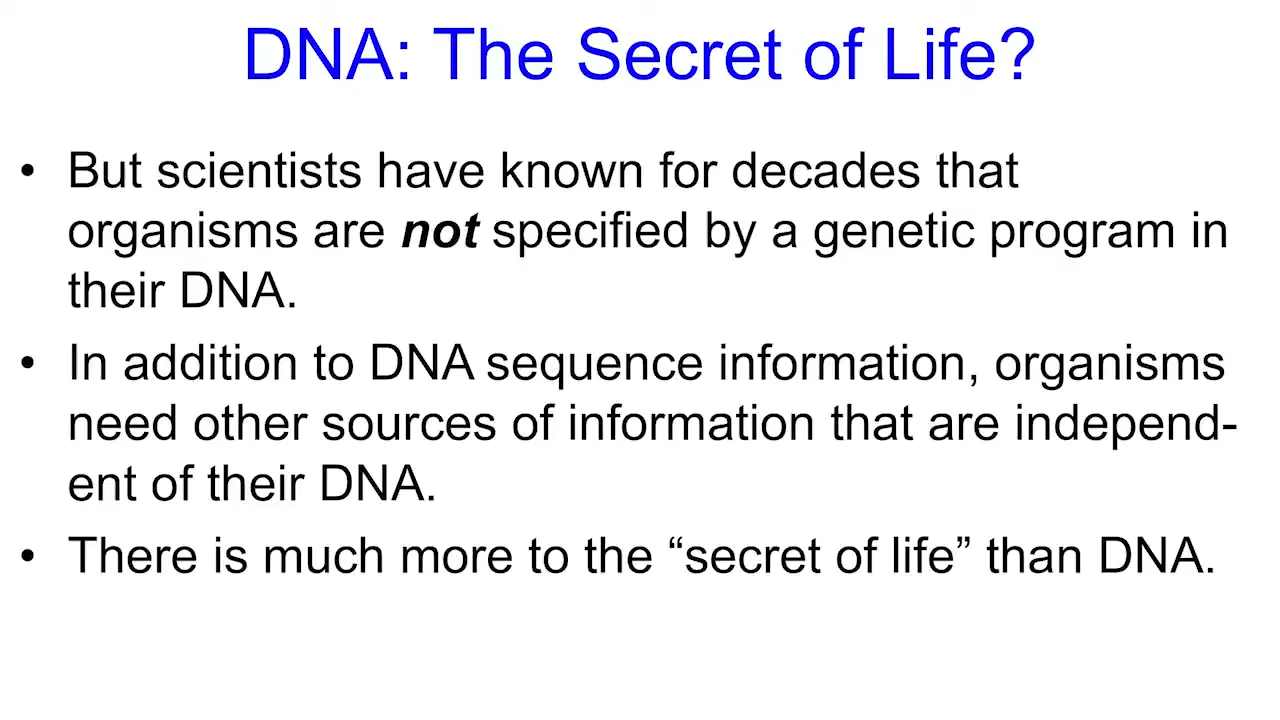 DNA: The Secret of Life?
• But scientists have known for decades that
organisms are not specified by a genetic program in
their DNA.
• In addition to DNA sequence information, organisms
need other sources of information that are independ-
ent of their DNA.
• There is much more to the “secret of life” than DNA.